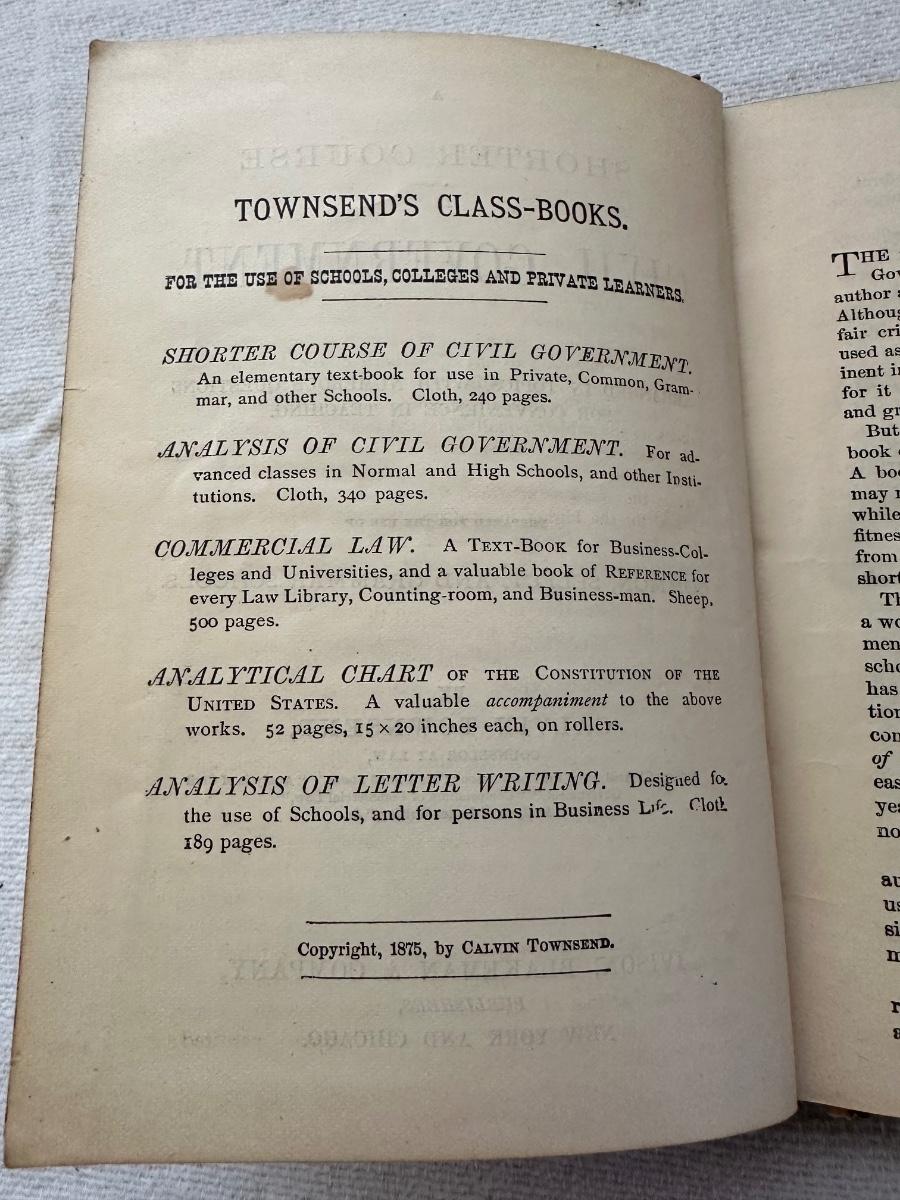 TOWNSEND'S CLASS-BOOKS.
FOR THE USE OF SCHOOLS, COLLEGES AND PRIVATE LEARNERS.
SHORTER COURSE OF CIVIL GOVERNMENT.
An elementary text-book for use in Private, Common, Gram-
mar, and other Schools. Cloth, 240 pages.
ANALYSIS OF CIVIL GOVERNMENT. For ad-
vanced classes in Normal and High Schools, and other Insti-
tutions. Cloth, 340 pages.
COMMERCIAL LAW. A TEXT-BOOK for Business-Col-
leges and Universities, and a valuable book of REFERENCE for
every Law Library, Counting-room, and Business-man. Sheep,
500 pages.
ANALYTICAL CHART OF THE CONSTITUTION OF THE
UNITED STATES. A valuable accompaniment to the above
works. 52 pages, 15 × 20 inches each, on rollers.
ANALYSIS OF LETTER WRITING. Designed for
the use of Schools, and for persons in Business Life. Cloth
189 pages.
Copyright, 1875, by CALVIN TOWNSEND.
THE
Gov
author a
Althoug
fair cri
used as
inent i
for it
and gr
But
book
A boo
may
while
fitnes
from
short
Th
a wo
men
scho
has
tion
con
of
eas
yea
no
au
us
si
m